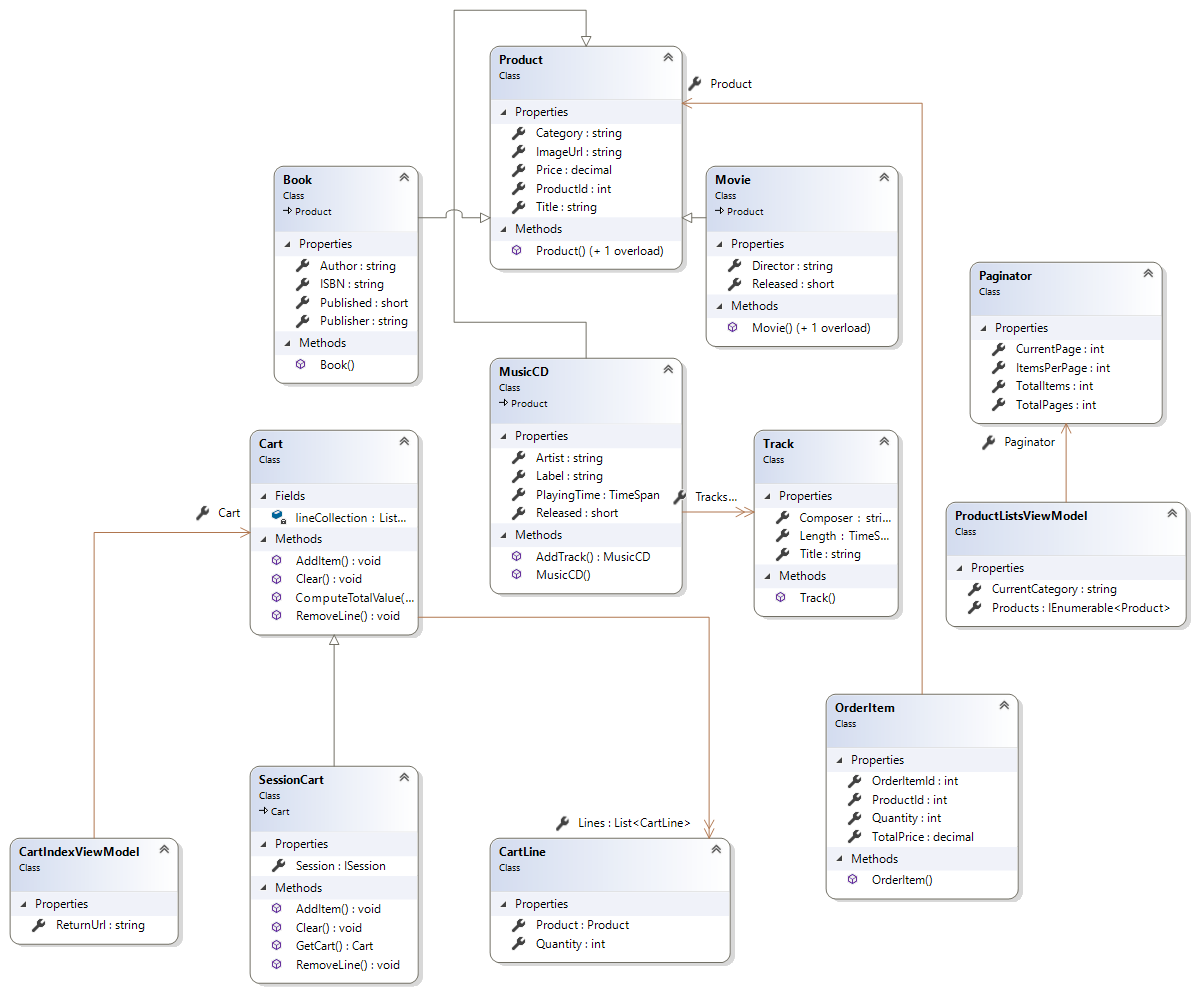 Product
Class
Properties
Category : string
ImageUrl : string
Price : decimal
ProductId : int
Title : string
Methods
Product() (+ 1 overload)
Product
Book
Class
Product
Properties
Author : string
ISBN : string
Published : short
Publisher : string
Methods
Book()
Movie
Class
Product
Properties
Director : string
Released : short
Methods
Movie() (+ 1 overload)
Paginator
Class
Properties
CurrentPage : int
ItemsPerPage : int
TotalItems : int
TotalPages : int
Paginator
MusicCD
Class
Product
Properties
Artist : string
Label : string
PlayingTime : TimeSpan
Released : short
Methods
AddTrack() : MusicCD
MusicCD()
Tracks...
Track
Class
Properties
Composer : stri...
Length : TimeS...
Title : string
Methods
Track()
Cart
Cart
Class
Fields
lineCollection : List...
Methods
AddItem() : void
Clear() : void
ComputeTotalValue(...
RemoveLine() : void
ProductListsViewModel
Class
Properties
CurrentCategory : string
Products : IEnumerable<Product>
OrderItem
Class
Properties
OrderItemId : int
ProductId : int
Quantity : int
TotalPrice : decimal
Methods
OrderItem()
SessionCart
Class
Cart
Properties
Session : ISession
Methods
AddItem() : void
Clear() : void
GetCart() : Cart
RemoveLine() : void
Lines : List<CartLine>
CartLine
Class
Properties
Product : Product
Quantity : int
CartIndexViewModel
Class
Properties
ReturnUrl : string